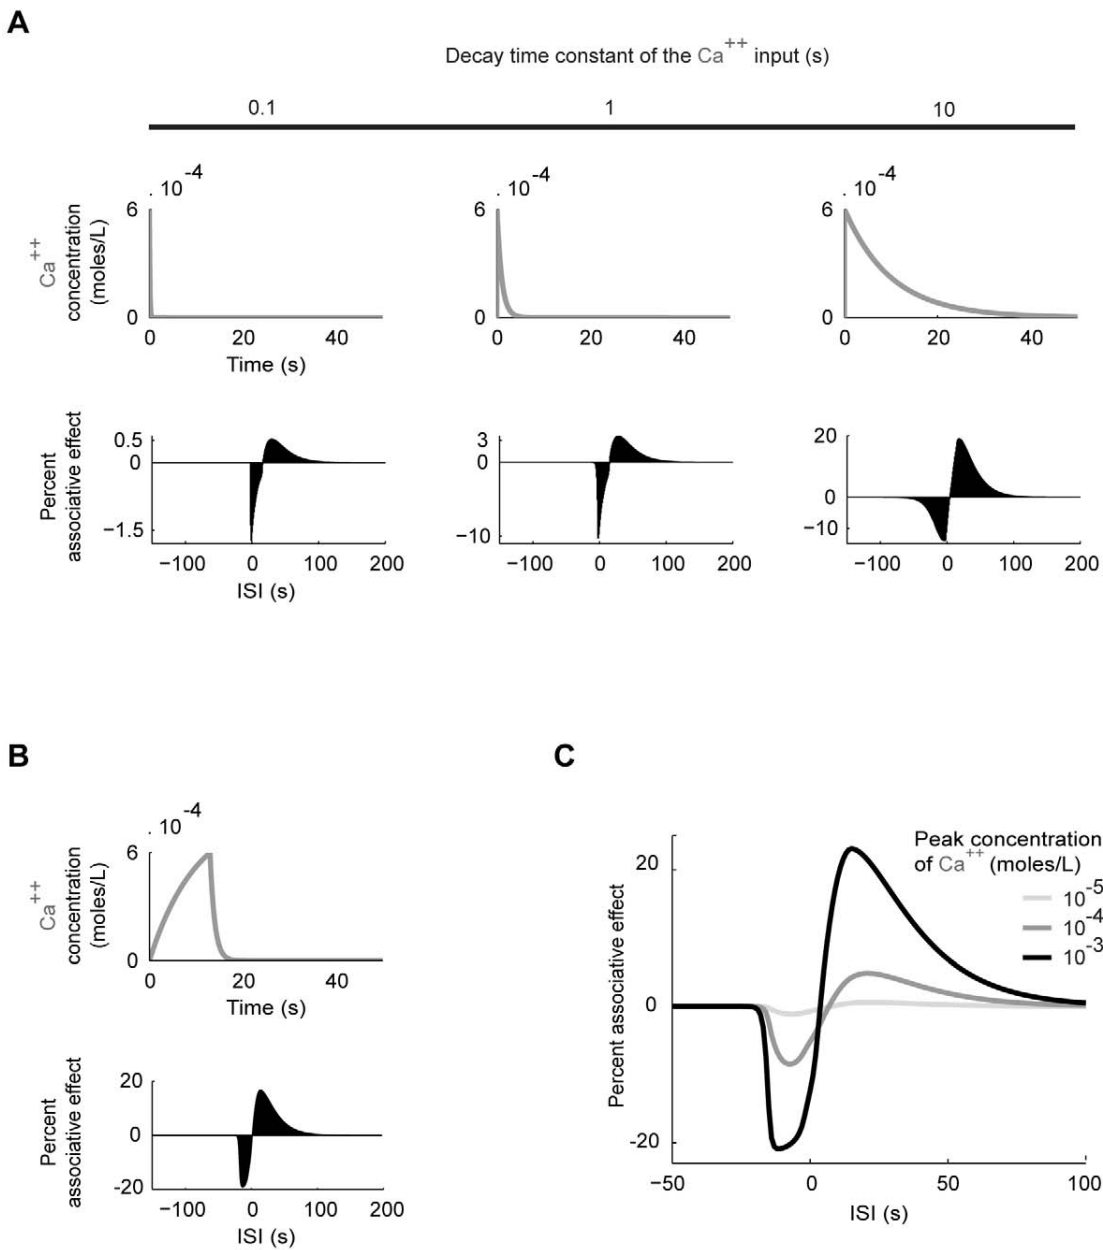 A
Decay time constant of the Ca++ input (s)
0.1 1 10
. 10-4 . 10-4 . 10-4
Ca++
concentration
(moles/L)
6 6 6
0 0 0
0 20 40 0 20 40 0 20 40
Time (s)
Percent
associative effect
0.5 3 20
0 0 0
−1.5 −10 −10
−100 0 100 200 −100 0 100 200 −100 0 100 200
ISI (s)
B
. 10-4
Ca++
concentration
(moles/L)
6
0
0 20 40
Time (s)
Percent
associative effect
20
0
-20
−100 0 100 200
ISI (s)
C
Peak concentration
of Ca++ (moles/L)
10-5
10-4
10-3
Percent associative effect
20
0
-20
−50 0 50 100
ISI (s)